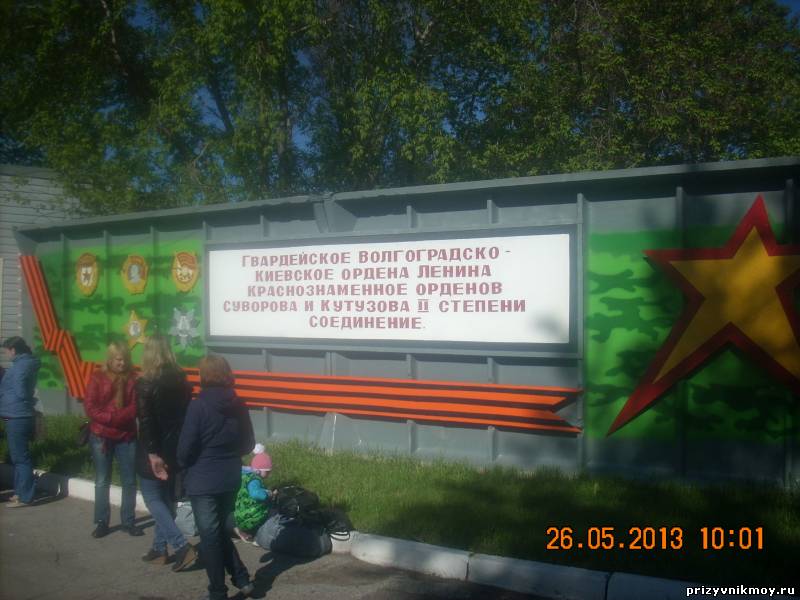 Гвардейское Волгоградско -
киевское ордена Ленина
краснознаменное орденов
Суворова и Кутузова II степени
соединение.
26.05.2013 10:01
prizyvnikmoy.ru